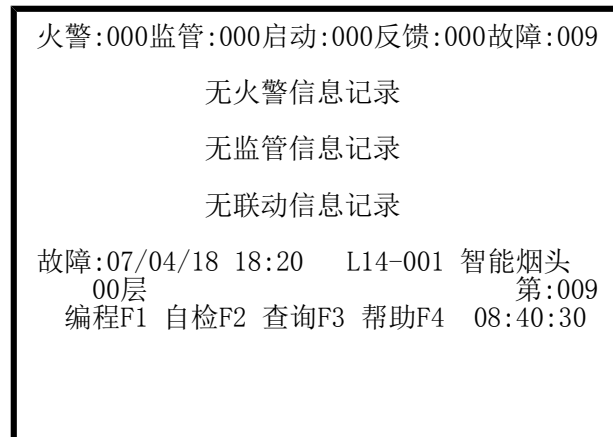 火警:000监管:000启动:000反馈:000故障:009
无火警信息记录
无监管信息记录
无联动信息记录
故障:07/04/18 18:20 L14-001 智能烟头
00层 第:009
编程F1 自检F2 查询F3 帮助F4 08:40:30